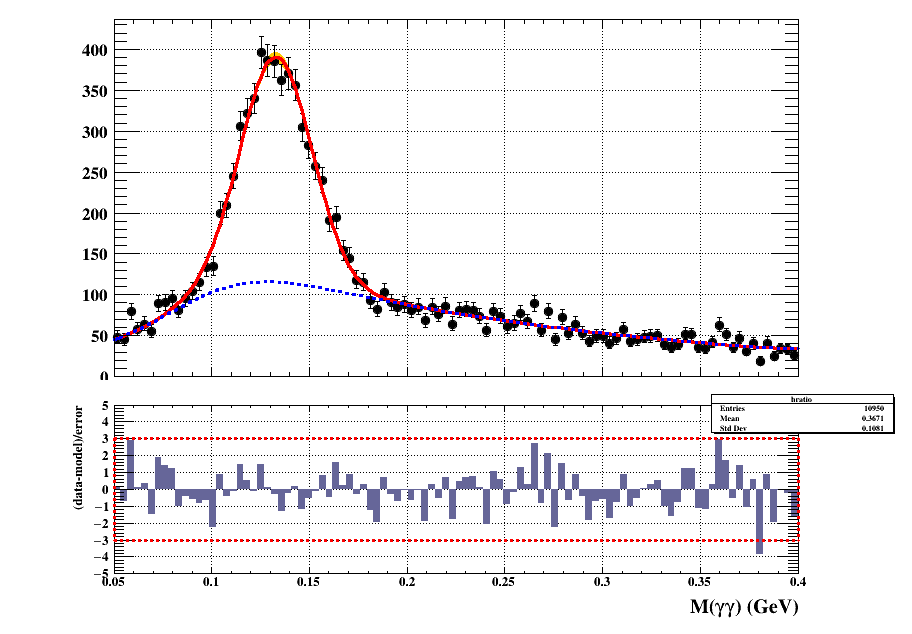 400
350
300
250
200
150
100
50
0
hratio
Entries 10950
Mean 0.3671
Std Dev 0.1081
(data-model)/error
5
4
3
2
1
0
−1
−2
−3
−4
−5
0.05 0.1 0.15 0.2 0.25 0.3 0.35 0.4
M(γγ) (GeV)